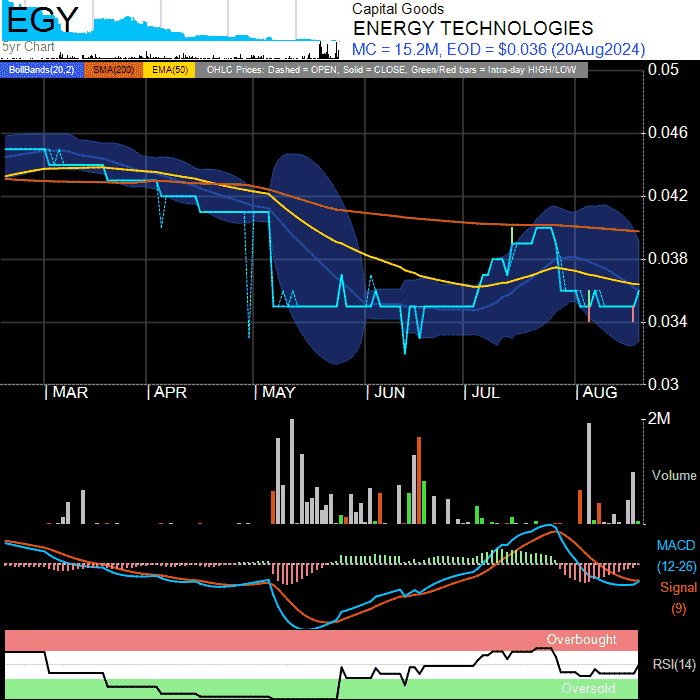 EGY
5yr Chart
Capital Goods
ENERGY TECHNOLOGIES
MC = 15.2M, EOD = $0.036 (20Aug2024)
BollBands(20,2) SMA(200) EMA(50) OHLC Prices: Dashed = OPEN, Solid = CLOSE, Green/Red bars = Intra-day HIGH/LOW
0.05
0.046
0.042
0.038
0.034
0.03
MAR APR MAY JUN JUL AUG
2M
Volume
MACD
(12-26)
Signal
(9)
Overbought
RSI(14)
Oversold